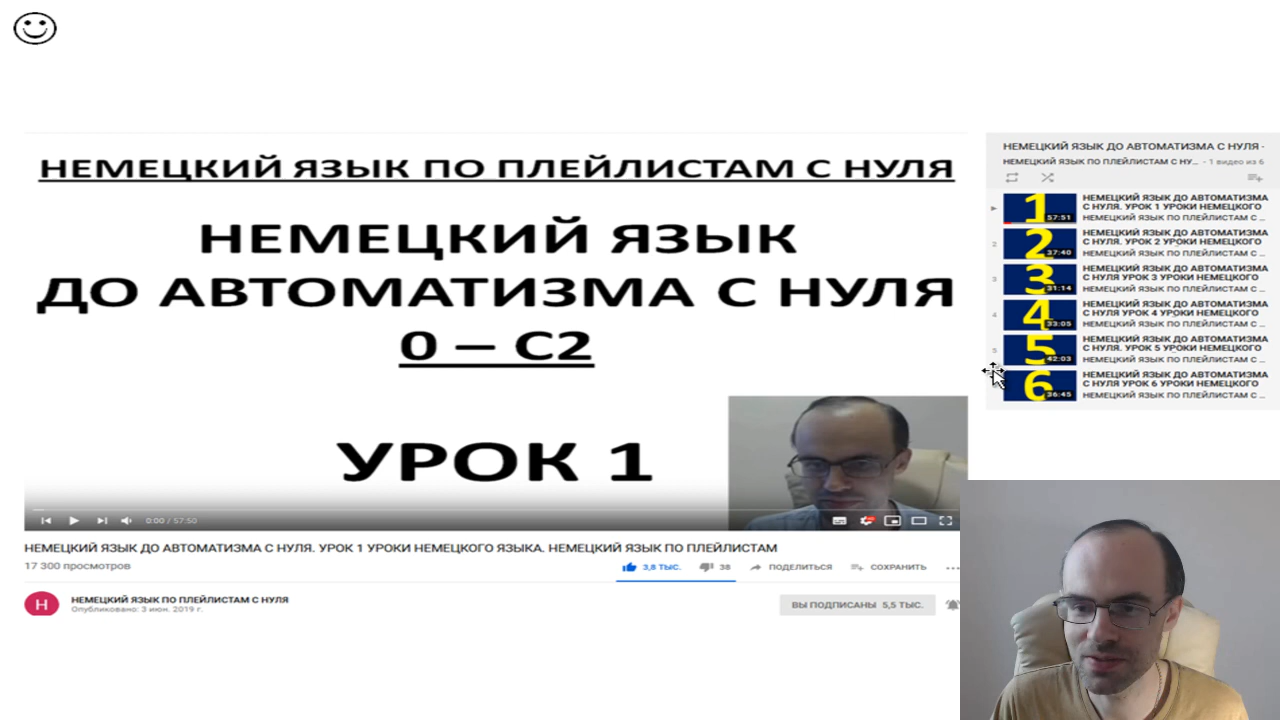 НЕМЕЦКИЙ ЯЗЫК ПО ПЛЕЙЛИСТАМ С НУЛЯ
НЕМЕЦКИЙ ЯЗЫК
ДО АВТОМАТИЗМА С НУЛЯ
0 – C2
УРОК 1
0:00 / 57:50
НЕМЕЦКИЙ ЯЗЫК ДО АВТОМАТИЗМА С НУЛЯ. УРОК 1 УРОКИ НЕМЕЦКОГО ЯЗЫКА. НЕМЕЦКИЙ ЯЗЫК ПО ПЛЕЙЛИСТАМ
17 300 просмотров
3,8 ТЫС. 38 ПОДЕЛИТЬСЯ СОХРАНИТЬ ...
Н
НЕМЕЦКИЙ ЯЗЫК ПО ПЛЕЙЛИСТАМ С НУЛЯ
Опубликовано: 3 июн. 2019 г.
ВЫ ПОДПИСАНЫ 5,5 ТЫС.
НЕМЕЦКИЙ ЯЗЫК ДО АВТОМАТИЗМА С НУЛЯ -
НЕМЕЦКИЙ ЯЗЫК ПО ПЛЕЙЛИСТАМ С НУ... - 1 видео из 6
1
57:51
НЕМЕЦКИЙ ЯЗЫК ДО АВТОМАТИЗМА
С НУЛЯ. УРОК 1 УРОКИ НЕМЕЦКОГО
НЕМЕЦКИЙ ЯЗЫК ПО ПЛЕЙЛИСТАМ С ...
2
2
37:40
НЕМЕЦКИЙ ЯЗЫК ДО АВТОМАТИЗМА
С НУЛЯ. УРОК 2 УРОКИ НЕМЕЦКОГО
НЕМЕЦКИЙ ЯЗЫК ПО ПЛЕЙЛИСТАМ С ...
3
3
31:14
НЕМЕЦКИЙ ЯЗЫК ДО АВТОМАТИЗМА
С НУЛЯ УРОК 3 УРОКИ НЕМЕЦКОГО
НЕМЕЦКИЙ ЯЗЫК ПО ПЛЕЙЛИСТАМ С ...
4
4
33:05
НЕМЕЦКИЙ ЯЗЫК ДО АВТОМАТИЗМА
С НУЛЯ УРОК 4 УРОКИ НЕМЕЦКОГО
НЕМЕЦКИЙ ЯЗЫК ПО ПЛЕЙЛИСТАМ С ...
5
5
42:03
НЕМЕЦКИЙ ЯЗЫК ДО АВТОМАТИЗМА
С НУЛЯ. УРОК 5 УРОКИ НЕМЕЦКОГО
НЕМЕЦКИЙ ЯЗЫК ПО ПЛЕЙЛИСТАМ С ...
6
36:45
НЕМЕЦКИЙ ЯЗЫК ДО АВТОМАТИЗМА
С НУЛЯ УРОК 6 УРОКИ НЕМЕЦКОГО
НЕМЕЦКИЙ ЯЗЫК ПО ПЛЕЙЛИСТАМ С ...